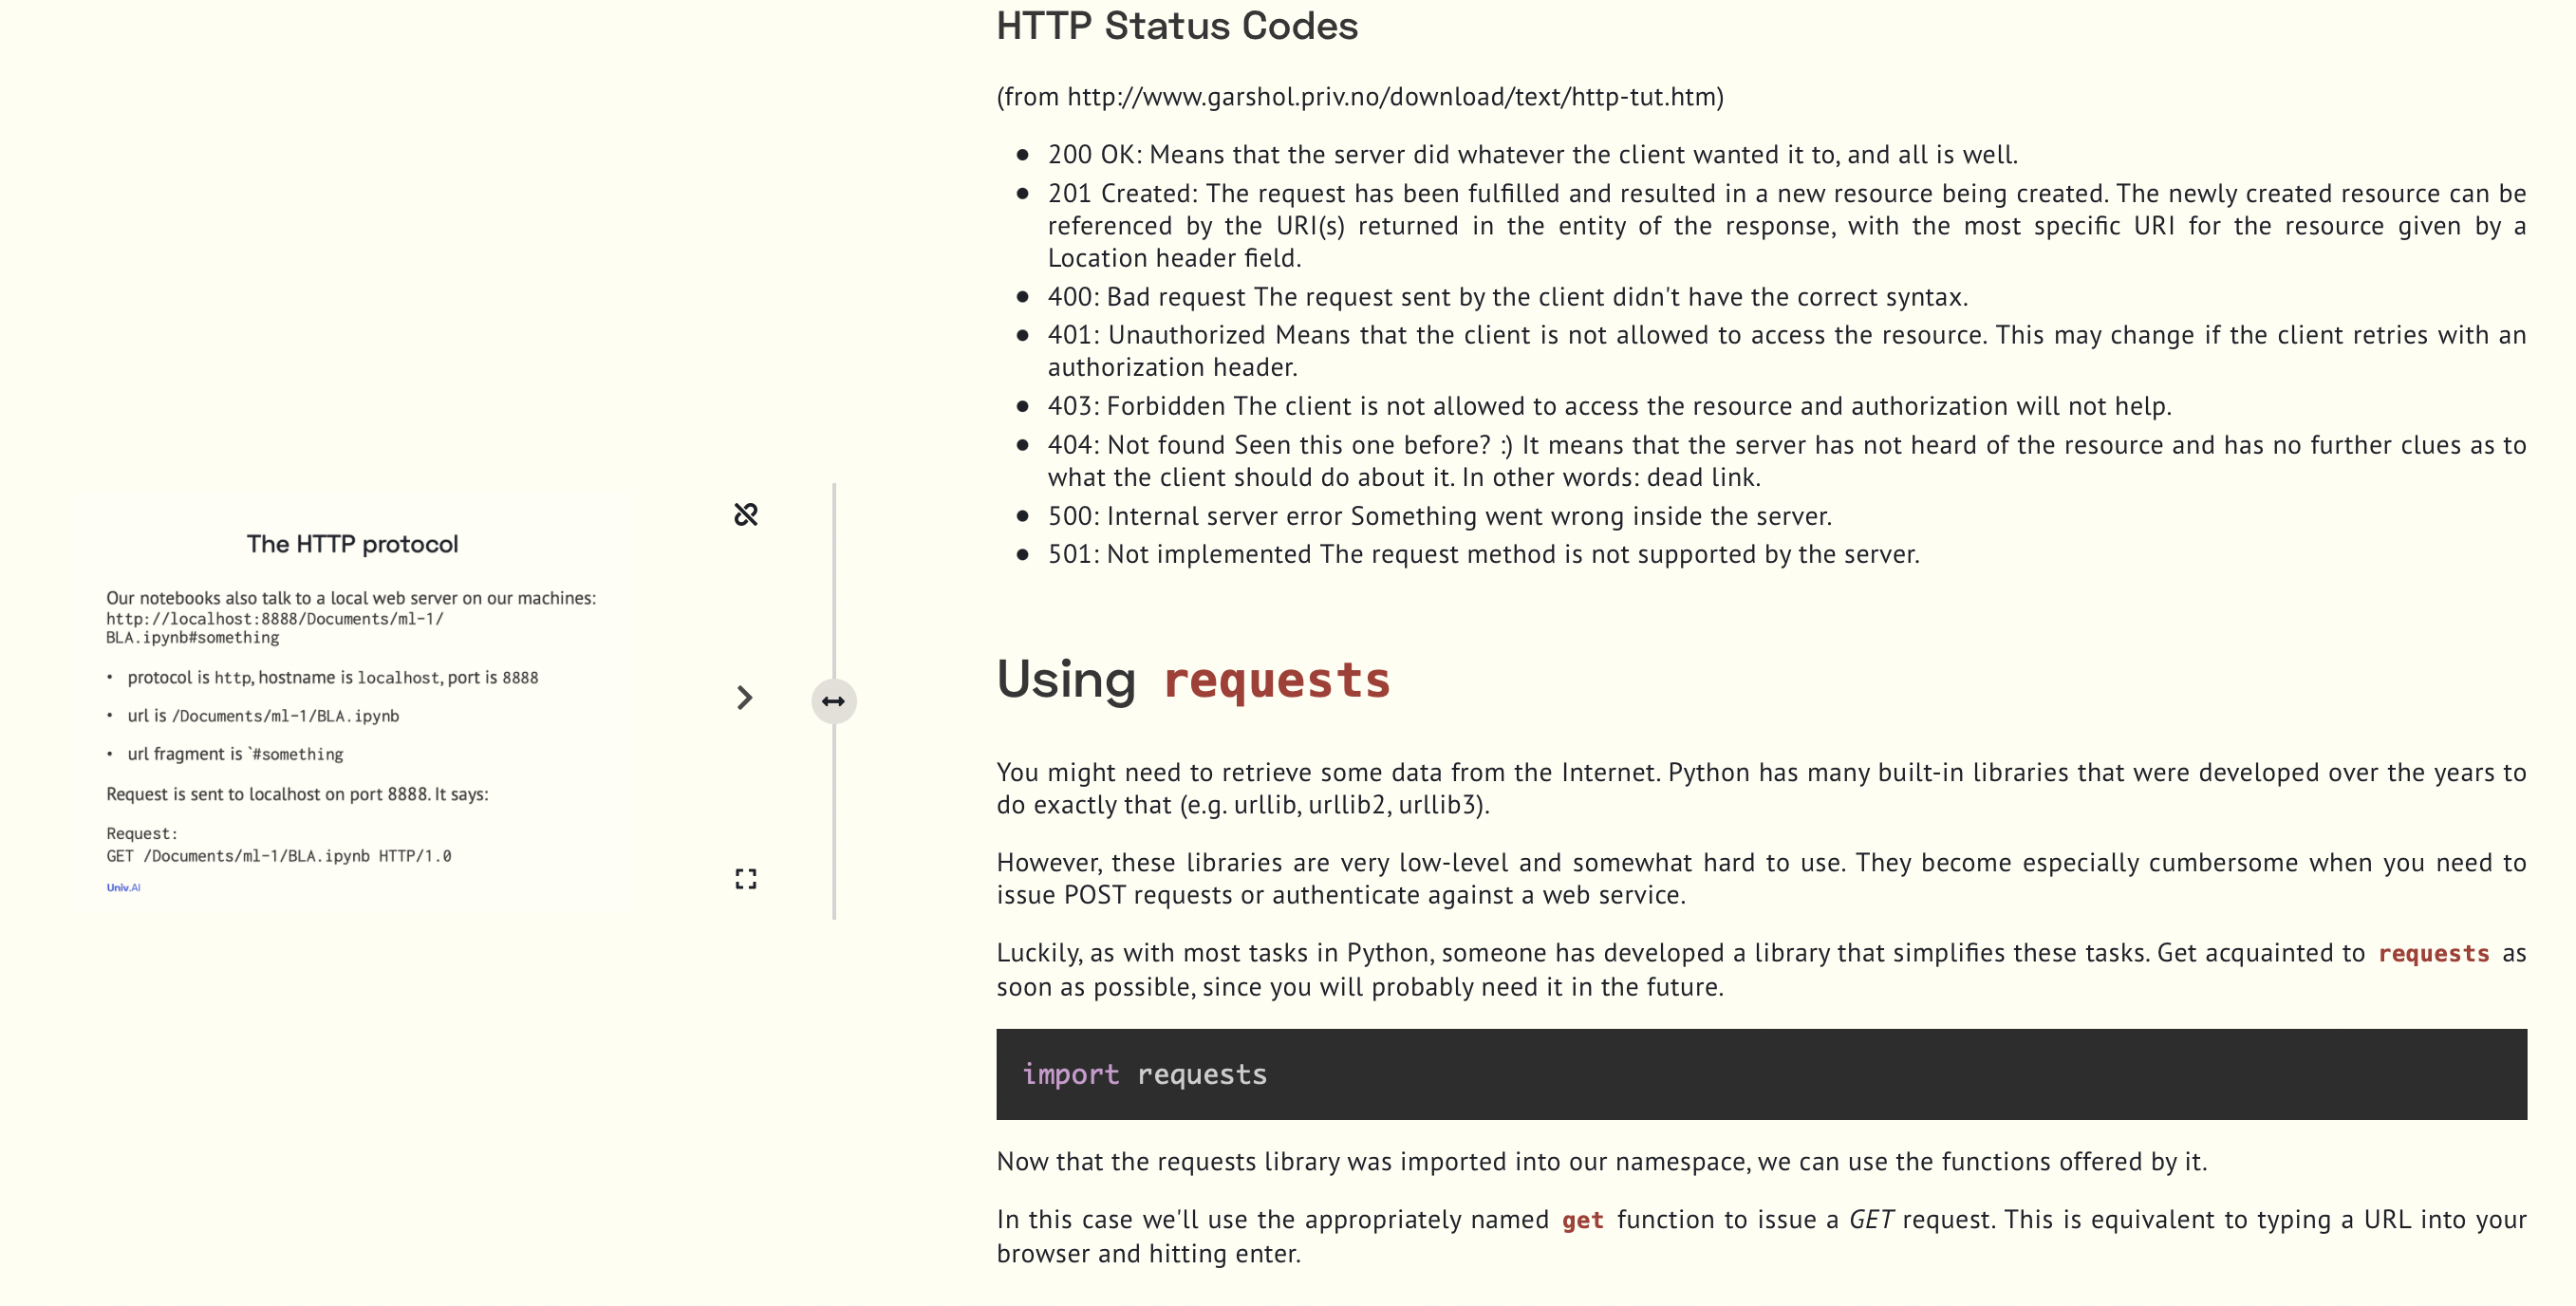 The HTTP protocol
Our notebooks also talk to a local web server on our machines:
http://localhost:8888/Documents/ml-1/
BLA.ipynb#something
• protocol is http, hostname is localhost, port is 8888
• url is /Documents/ml-1/BLA.ipynb
• url fragment is `#something
Request is sent to localhost on port 8888. It says:
Request:
GET /Documents/ml-1/BLA.ipynb HTTP/1.0
Univ.AI
HTTP Status Codes
(from http://www.garshol.priv.no/download/text/http-tut.htm)
• 200 OK: Means that the server did whatever the client wanted it to, and all is well.
• 201 Created: The request has been fulfilled and resulted in a new resource being created. The newly created resource can be
referenced by the URI(s) returned in the entity of the response, with the most specific URI for the resource given by a
Location header field.
• 400: Bad request The request sent by the client didn't have the correct syntax.
• 401: Unauthorized Means that the client is not allowed to access the resource. This may change if the client retries with an
authorization header.
• 403: Forbidden The client is not allowed to access the resource and authorization will not help.
• 404: Not found Seen this one before? :) It means that the server has not heard of the resource and has no further clues as to
what the client should do about it. In other words: dead link.
• 500: Internal server error Something went wrong inside the server.
• 501: Not implemented The request method is not supported by the server.
Using requests
You might need to retrieve some data from the Internet. Python has many built-in libraries that were developed over the years to
do exactly that (e.g. urllib, urllib2, urllib3).
However, these libraries are very low-level and somewhat hard to use. They become especially cumbersome when you need to
issue POST requests or authenticate against a web service.
Luckily, as with most tasks in Python, someone has developed a library that simplifies these tasks. Get acquainted to requests as
soon as possible, since you will probably need it in the future.
import requests
Now that the requests library was imported into our namespace, we can use the functions offered by it.
In this case we'll use the appropriately named get function to issue a GET request. This is equivalent to typing a URL into your
browser and hitting enter.